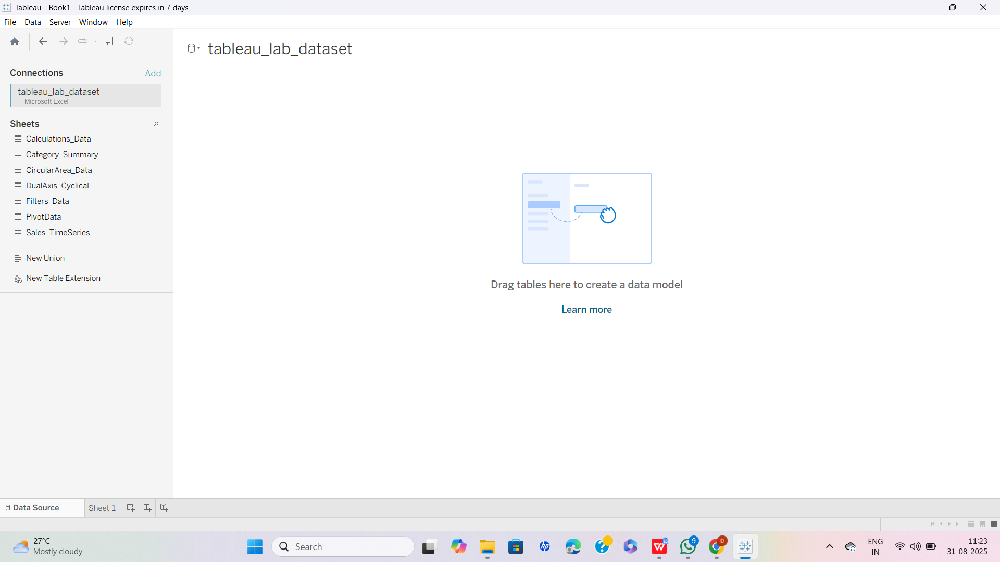 Tableau - Book1 - Tableau license expires in 7 days
File Data Server Window Help
tableau_lab_dataset
Connections Add
tableau_lab_dataset
Microsoft Excel
Sheets
Calculations_Data
Category_Summary
CircularArea_Data
DualAxis_Cyclical
Filters_Data
PivotData
Sales_TimeSeries
New Union
New Table Extension
Drag tables here to create a data model
Learn more
Data Source Sheet 1
27°C
Mostly cloudy
Search
hp
W
9
D
ENG
IN
11:23
31-08-2025